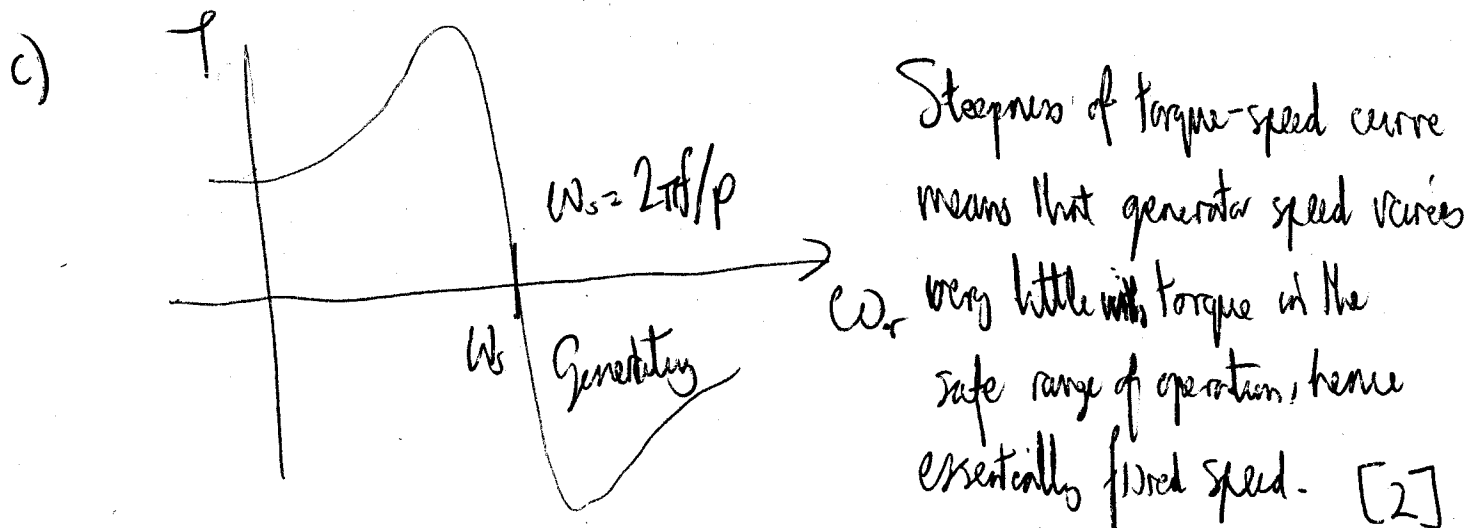 c)
T
Steepness of torque-speed curve
means that generator speed varies
very little with torque in the
safe range of operation, hence
essentially fixed speed. [2]
ωs = 2πf/p
ωr
ωs
Generating